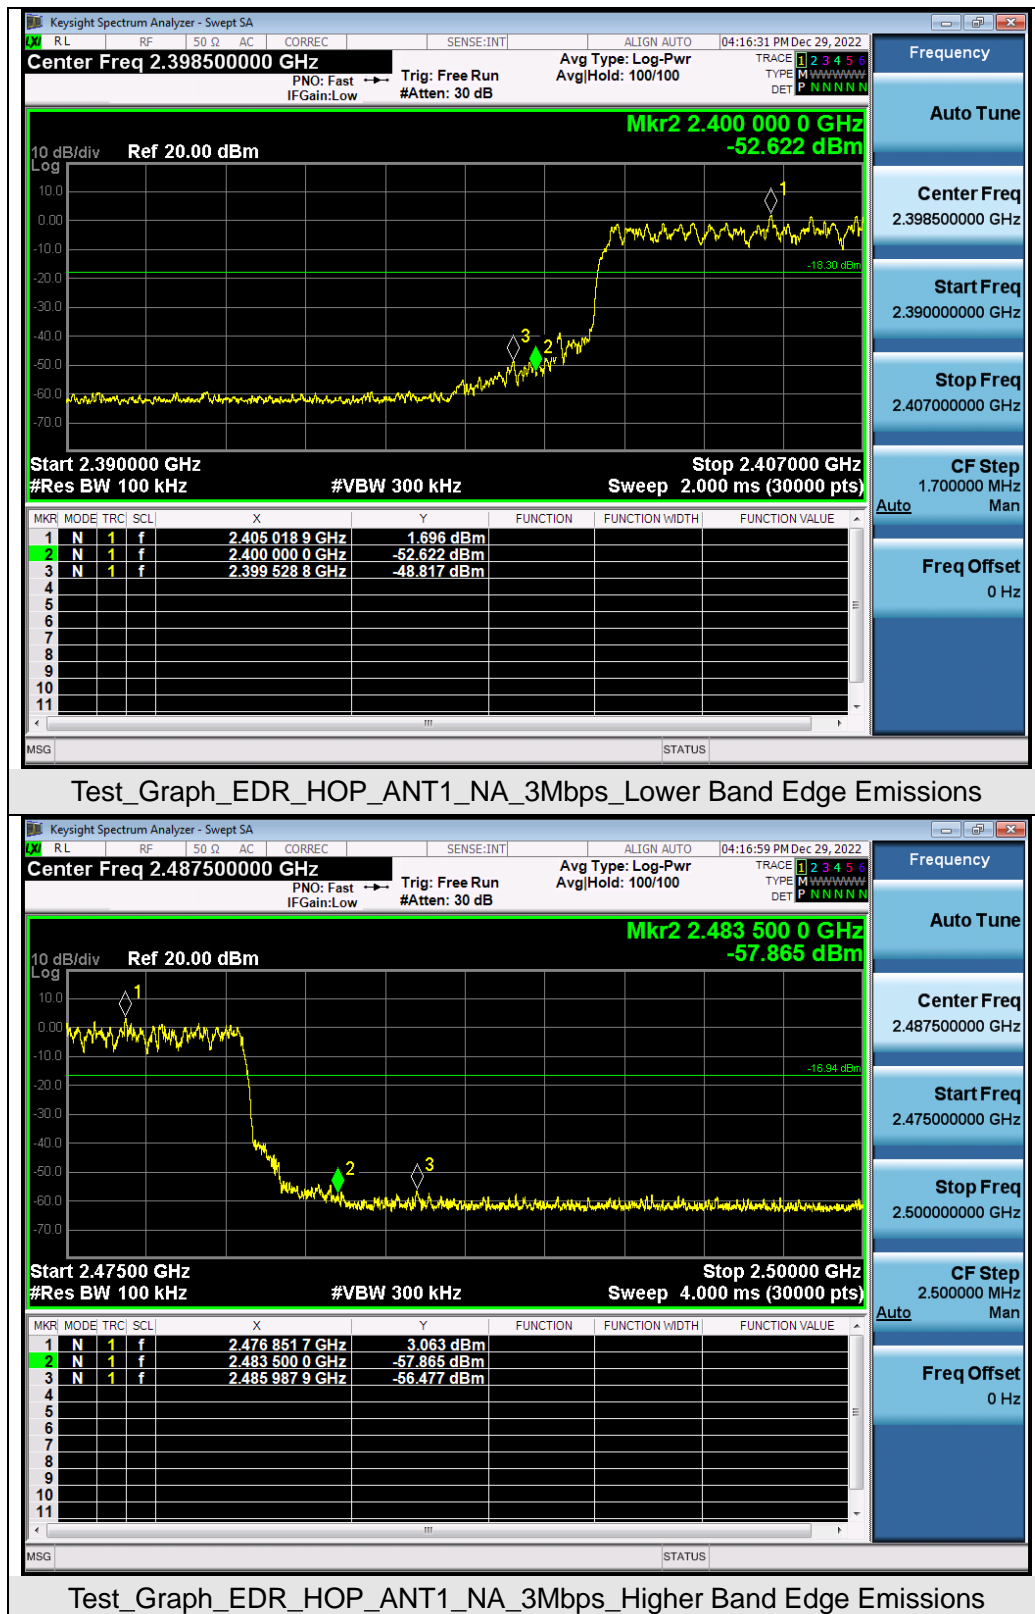 Keysight Spectrum Analyzer - Swept SA
LXI RL RF 50 Ω AC CORREC SENSE:INT ALIGN AUTO 04:16:31 PM Dec 29, 2022
Center Freq 2.398500000 GHz
PNO: Fast
IFGain:Low
Trig: Free Run
#Atten: 30 dB
Avg Type: Log-Pwr
Avg|Hold: 100/100
TRACE 1 2 3 4 5 6
TYPE M WWWWW
DET P N N N N N
Mkr2 2.400 000 0 GHz
-52.622 dBm
10 dB/div Ref 20.00 dBm
Log
10.0
0.00
-10.0
-20.0
-30.0
-40.0
-50.0
-60.0
-70.0
1
-18.30 dBm
3
2
Start 2.390000 GHz Stop 2.407000 GHz
#Res BW 100 kHz #VBW 300 kHz Sweep 2.000 ms (30000 pts)
MKR MODE TRC SCL X Y FUNCTION FUNCTION WIDTH FUNCTION VALUE
1 N 1 f 2.405 018 9 GHz 1.696 dBm
2 N 1 f 2.400 000 0 GHz -52.622 dBm
3 N 1 f 2.399 528 8 GHz -48.817 dBm
4
5
6
7
8
9
10
11
MSG STATUS
Frequency
Auto Tune
Center Freq
2.398500000 GHz
Start Freq
2.390000000 GHz
Stop Freq
2.407000000 GHz
CF Step
1.700000 MHz
Auto Man
Freq Offset
0 Hz
Test_Graph_EDR_HOP_ANT1_NA_3Mbps_Lower Band Edge Emissions
Keysight Spectrum Analyzer - Swept SA
LXI RL RF 50 Ω AC CORREC SENSE:INT ALIGN AUTO 04:16:59 PM Dec 29, 2022
Center Freq 2.487500000 GHz
PNO: Fast
IFGain:Low
Trig: Free Run
#Atten: 30 dB
Avg Type: Log-Pwr
Avg|Hold: 100/100
TRACE 1 2 3 4 5 6
TYPE M WWWWW
DET P N N N N N
Mkr2 2.483 500 0 GHz
-57.865 dBm
10 dB/div Ref 20.00 dBm
Log
10.0
0.00
-10.0
-20.0
-30.0
-40.0
-50.0
-60.0
-70.0
1
-16.94 dBm
2
3
Start 2.47500 GHz Stop 2.50000 GHz
#Res BW 100 kHz #VBW 300 kHz Sweep 4.000 ms (30000 pts)
MKR MODE TRC SCL X Y FUNCTION FUNCTION WIDTH FUNCTION VALUE
1 N 1 f 2.476 851 7 GHz 3.063 dBm
2 N 1 f 2.483 500 0 GHz -57.865 dBm
3 N 1 f 2.485 987 9 GHz -56.477 dBm
4
5
6
7
8
9
10
11
MSG STATUS
Frequency
Auto Tune
Center Freq
2.487500000 GHz
Start Freq
2.475000000 GHz
Stop Freq
2.500000000 GHz
CF Step
2.500000 MHz
Auto Man
Freq Offset
0 Hz
Test_Graph_EDR_HOP_ANT1_NA_3Mbps_Higher Band Edge Emissions